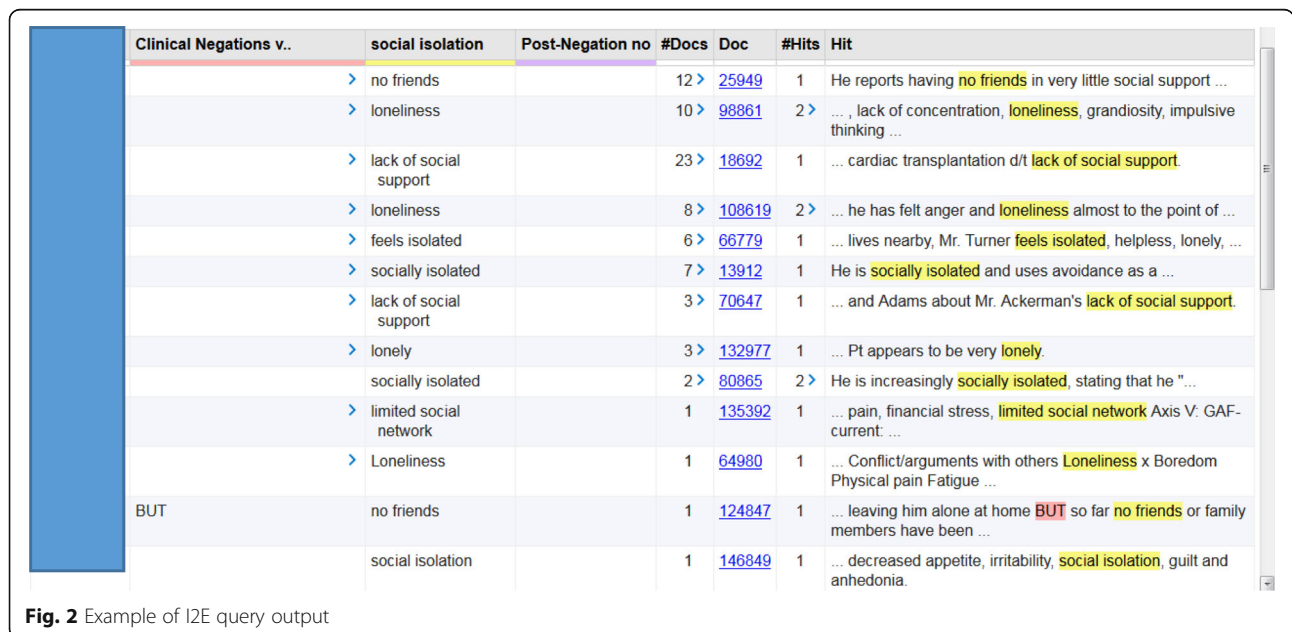 Clinical Negations v.. social isolation Post-Negation no #Docs Doc #Hits Hit
> no friends 12 > 25949 1 He reports having no friends in very little social support ...
> loneliness 10 > 98861 2 > ... , lack of concentration, loneliness, grandiosity, impulsive
thinking ...
> lack of social 23 > 18692 1 ... cardiac transplantation d/t lack of social support.
support
> loneliness 8 > 108619 2 > ... he has felt anger and loneliness almost to the point of ...
> feels isolated 6 > 66779 1 ... lives nearby, Mr. Turner feels isolated, helpless, lonely, ...
> socially isolated 7 > 13912 1 He is socially isolated and uses avoidance as a ...
> lack of social 3 > 70647 1 ... and Adams about Mr. Ackerman's lack of social support.
support
> lonely 3 > 132977 1 ... Pt appears to be very lonely.
socially isolated 2 > 80865 2 > He is increasingly socially isolated, stating that he "...
> limited social 1 135392 1 ... pain, financial stress, limited social network Axis V: GAF-
network current: ...
> Loneliness 1 64980 1 ... Conflict/arguments with others Loneliness x Boredom
Physical pain Fatigue ...
BUT no friends 1 124847 1 ... leaving him alone at home BUT so far no friends or family
members have been ...
social isolation 1 146849 1 ... decreased appetite, irritability, social isolation, guilt and
anhedonia.
Fig. 2 Example of I2E query output